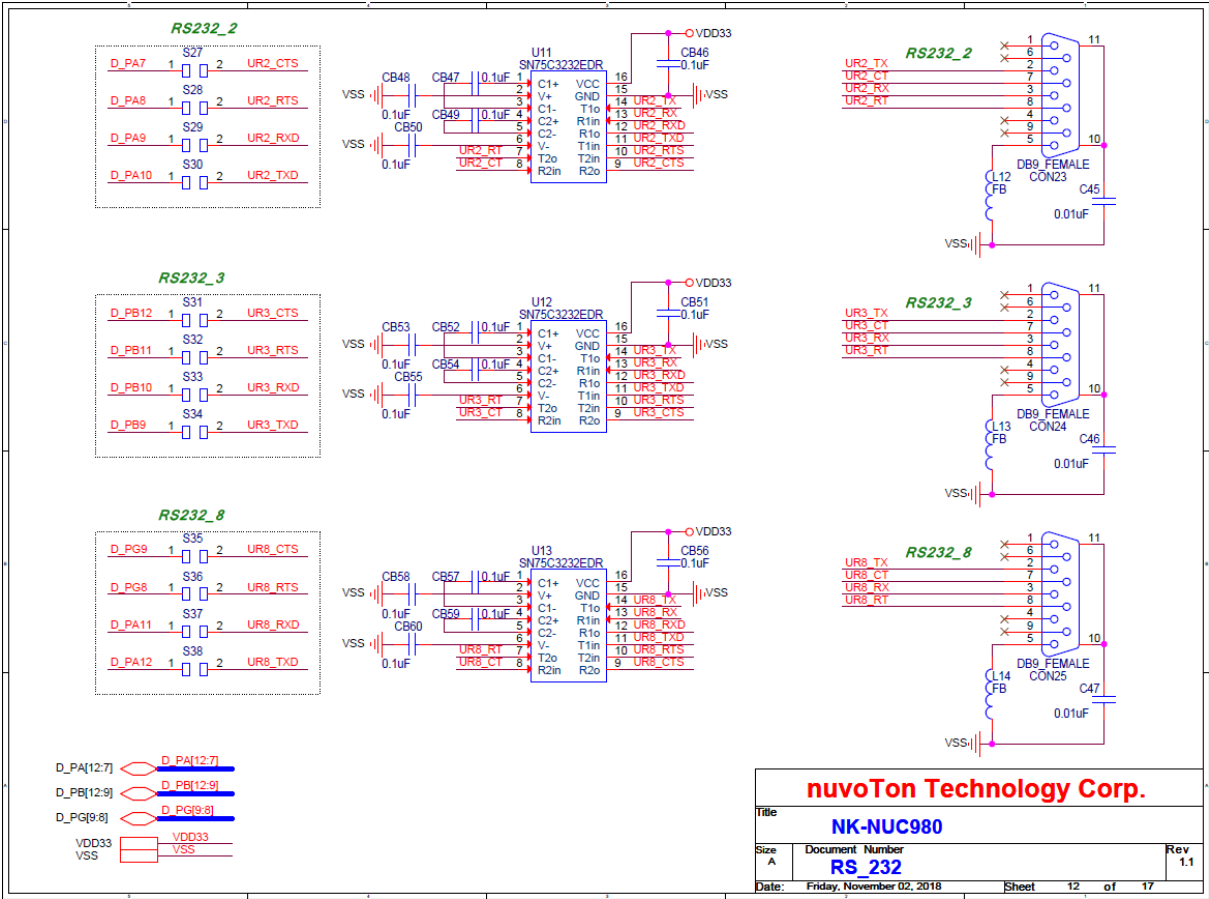 RS232_2
S27
D_PA7 1 2 UR2_CTS
S28
D_PA8 1 2 UR2_RTS
S29
D_PA9 1 2 UR2_RXD
S30
D_PA10 1 2 UR2_TXD
U11
SN75C3232EDR
VDD33
CB46
0.1uF
CB48 CB47 0.1uF
VSS
0.1uF CB49 0.1uF
CB50
VSS
0.1uF
UR2_RT
UR2_CT
1 C1+ VCC 16
2 V+ GND 15 VSS
3 C1- T1o 14 UR2_TX
4 C2+ R1in 13 UR2_RX
5 C2- R1o 12 UR2_RXD
6 V- T1in 11 UR2_TXD
7 T2o T2in 10 UR2_RTS
8 R2in R2o 9 UR2_CTS
RS232_2
1 11
6
UR2_TX 2
UR2_CT 7
UR2_RX 3
UR2_RT 8
4
9
5 10
DB9_FEMALE
CON23
L12
FB
C45
0.01uF
VSS
RS232_3
S31
D_PB12 1 2 UR3_CTS
S32
D_PB11 1 2 UR3_RTS
S33
D_PB10 1 2 UR3_RXD
S34
D_PB9 1 2 UR3_TXD
U12
SN75C3232EDR
VDD33
CB51
0.1uF
CB53 CB52 0.1uF
VSS
0.1uF CB54 0.1uF
CB55
VSS
0.1uF
UR3_RT
UR3_CT
1 C1+ VCC 16
2 V+ GND 15 VSS
3 C1- T1o 14 UR3_TX
4 C2+ R1in 13 UR3_RX
5 C2- R1o 12 UR3_RXD
6 V- T1in 11 UR3_TXD
7 T2o T2in 10 UR3_RTS
8 R2in R2o 9 UR3_CTS
RS232_3
1 11
6
UR3_TX 2
UR3_CT 7
UR3_RX 3
UR3_RT 8
4
9
5 10
DB9_FEMALE
CON24
L13
FB
C46
0.01uF
VSS
RS232_8
S35
D_PG9 1 2 UR8_CTS
S36
D_PG8 1 2 UR8_RTS
S37
D_PA11 1 2 UR8_RXD
S38
D_PA12 1 2 UR8_TXD
U13
SN75C3232EDR
VDD33
CB56
0.1uF
CB58 CB57 0.1uF
VSS
0.1uF CB59 0.1uF
CB60
VSS
0.1uF
UR8_RT
UR8_CT
1 C1+ VCC 16
2 V+ GND 15 VSS
3 C1- T1o 14 UR8_TX
4 C2+ R1in 13 UR8_RX
5 C2- R1o 12 UR8_RXD
6 V- T1in 11 UR8_TXD
7 T2o T2in 10 UR8_RTS
8 R2in R2o 9 UR8_CTS
RS232_8
1 11
6
UR8_TX 2
UR8_CT 7
UR8_RX 3
UR8_RT 8
4
9
5 10
DB9_FEMALE
CON25
L14
FB
C47
0.01uF
VSS
D_PA[12:7] D_PA[12:7]
D_PB[12:9] D_PB[12:9]
D_PG[9:8] D_PG[9:8]
VDD33 VDD33
VSS VSS
nuvoTon Technology Corp.
Title
NK-NUC980
Size Document Number Rev
A RS_232 1.1
Date: Friday, November 02, 2018 Sheet 12 of 17